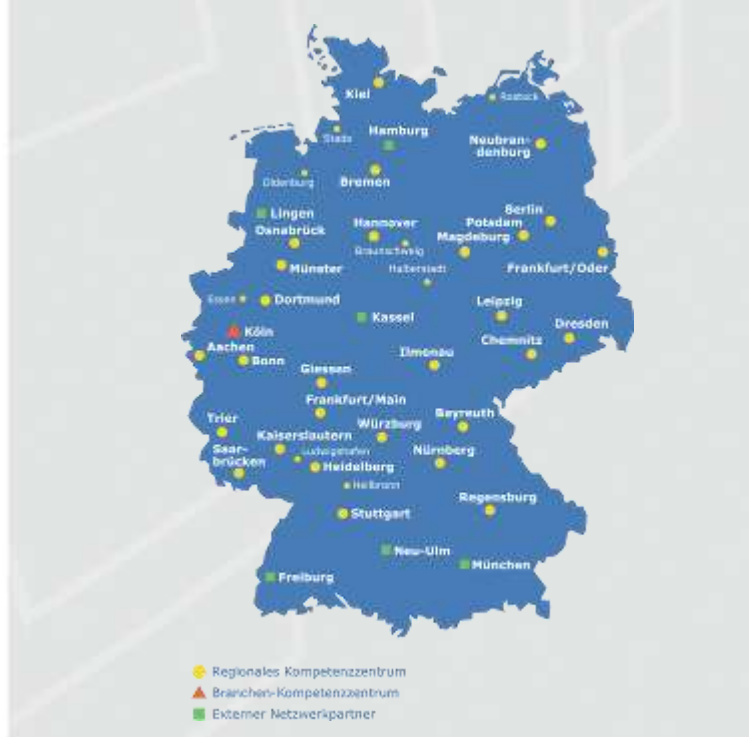 Kiel
Rostock
Stade
Hamburg
Neubran-
denburg
Oldenburg
Bremen
Lingen
Osnabrück
Hannover
Braunschweig
Berlin
Potsdam
Magdeburg
Halberstadt
Frankfurt/Oder
Münster
Essen
Dortmund
Kassel
Leipzig
Dresden
Köln
Chemnitz
Aachen
Bonn
Ilmenau
Giessen
Frankfurt/Main
Bayreuth
Trier
Würzburg
Kaiserslautern
Saar-
brücken
Ludwigshafen
Nürnberg
Heidelberg
Heilbronn
Regensburg
Stuttgart
Neu-Ulm
München
Freiburg
Regionales Kompetenzzentrum
Branchen-Kompetenzzentrum
Externer Netzwerkpartner